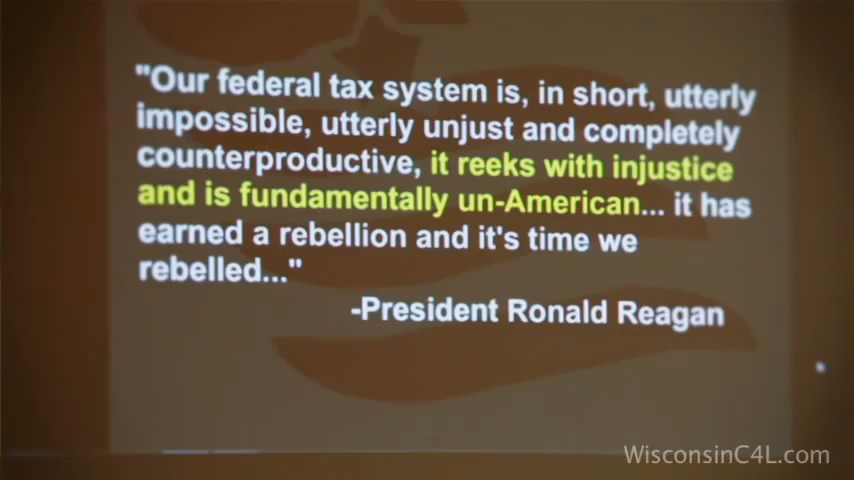 "Our federal tax system is, in short, utterly
impossible, utterly unjust and completely
counterproductive, it reeks with injustice
and is fundamentally un-American... it has
earned a rebellion and it's time we
rebelled..."
-President Ronald Reagan
WisconsinC4L.com